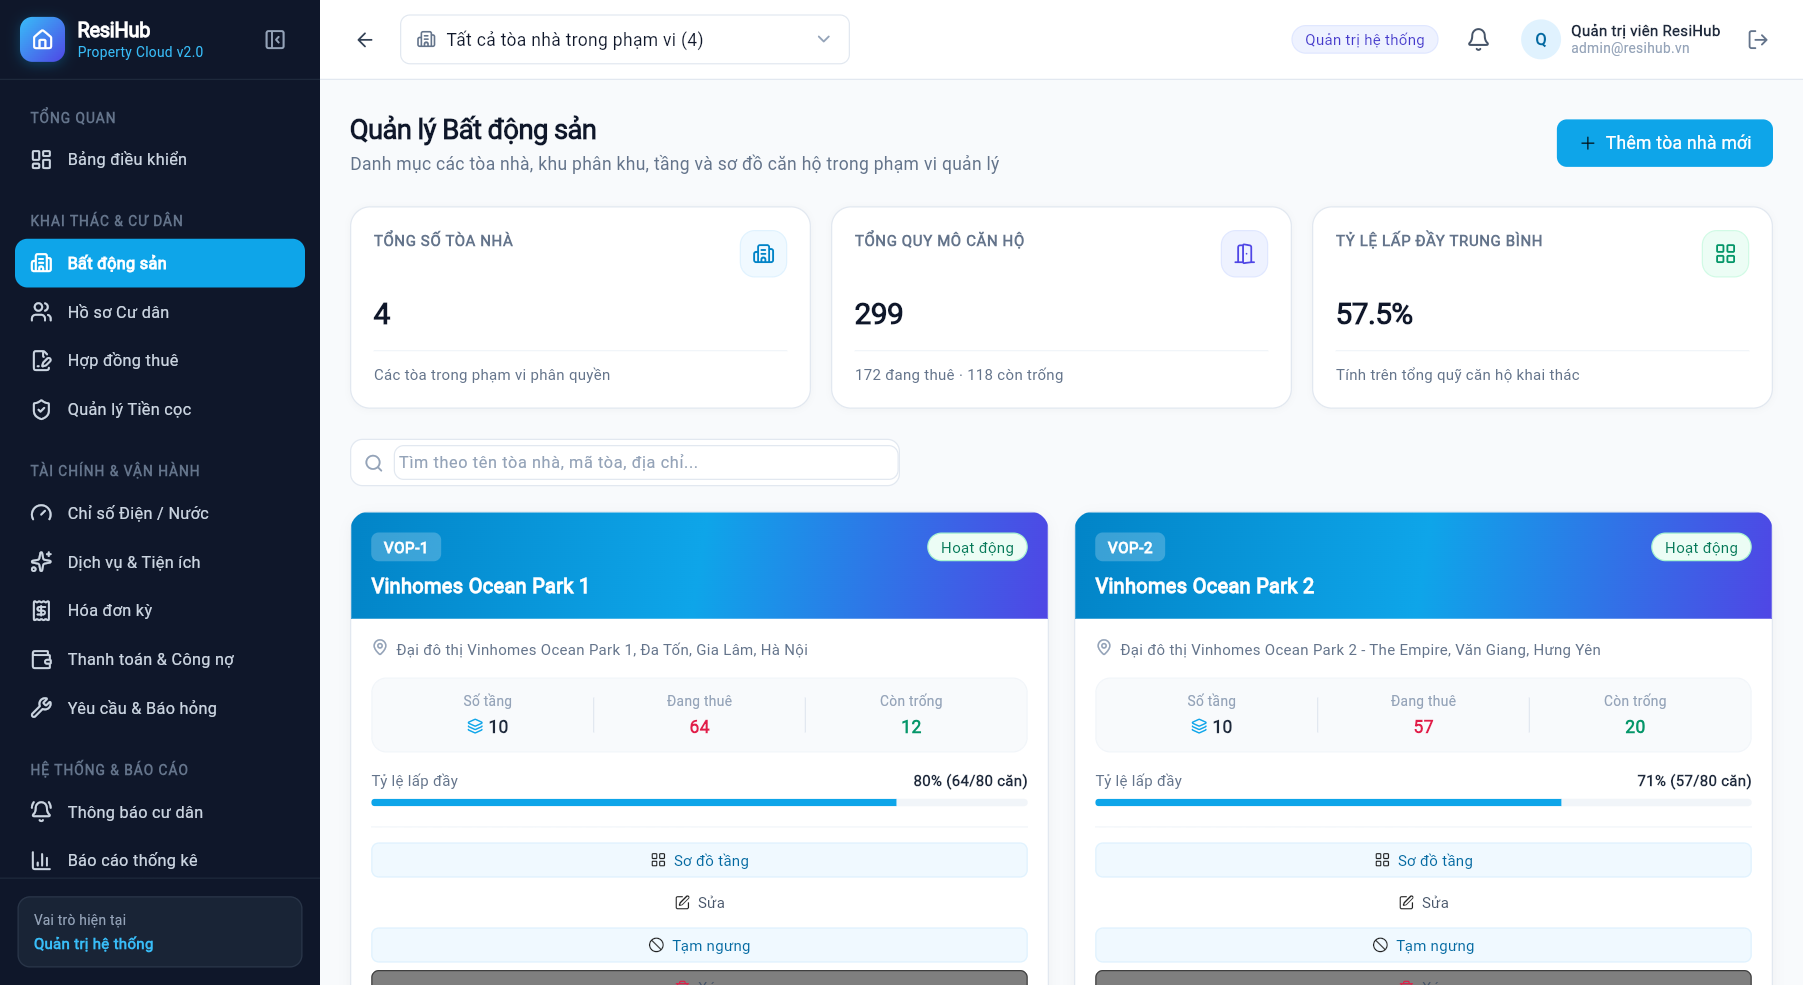 ResiHub
Property Cloud v2.0
TỔNG QUAN
Bảng điều khiển
KHAI THÁC & CƯ DÂN
Bất động sản
Hồ sơ Cư dân
Hợp đồng thuê
Quản lý Tiền cọc
TÀI CHÍNH & VẬN HÀNH
Chỉ số Điện / Nước
Dịch vụ & Tiện ích
Hóa đơn kỳ
Thanh toán & Công nợ
Yêu cầu & Báo hỏng
HỆ THỐNG & BÁO CÁO
Thông báo cư dân
Báo cáo thống kê
Vai trò hiện tại
Quản trị hệ thống
Tất cả tòa nhà trong phạm vi (4)
Quản trị hệ thống
Q
Quản trị viên ResiHub
admin@resihub.vn
Quản lý Bất động sản
Danh mục các tòa nhà, khu phân khu, tầng và sơ đồ căn hộ trong phạm vi quản lý
Thêm tòa nhà mới
TỔNG SỐ TÒA NHÀ
4
Các tòa trong phạm vi phân quyền
TỔNG QUY MÔ CĂN HỘ
299
172 đang thuê · 118 còn trống
TỶ LỆ LẤP ĐẦY TRUNG BÌNH
57.5%
Tính trên tổng quỹ căn hộ khai thác
Tìm theo tên tòa nhà, mã tòa, địa chỉ...
VOP-1
Hoạt động
Vinhomes Ocean Park 1
Đại đô thị Vinhomes Ocean Park 1, Đa Tốn, Gia Lâm, Hà Nội
Số tầng
10
Đang thuê
64
Còn trống
12
Tỷ lệ lấp đầy
80% (64/80 căn)
Sơ đồ tầng
Sửa
Tạm ngưng
VOP-2
Hoạt động
Vinhomes Ocean Park 2
Đại đô thị Vinhomes Ocean Park 2 - The Empire, Văn Giang, Hưng Yên
Số tầng
10
Đang thuê
57
Còn trống
20
Tỷ lệ lấp đầy
71% (57/80 căn)
Sơ đồ tầng
Sửa
Tạm ngưng